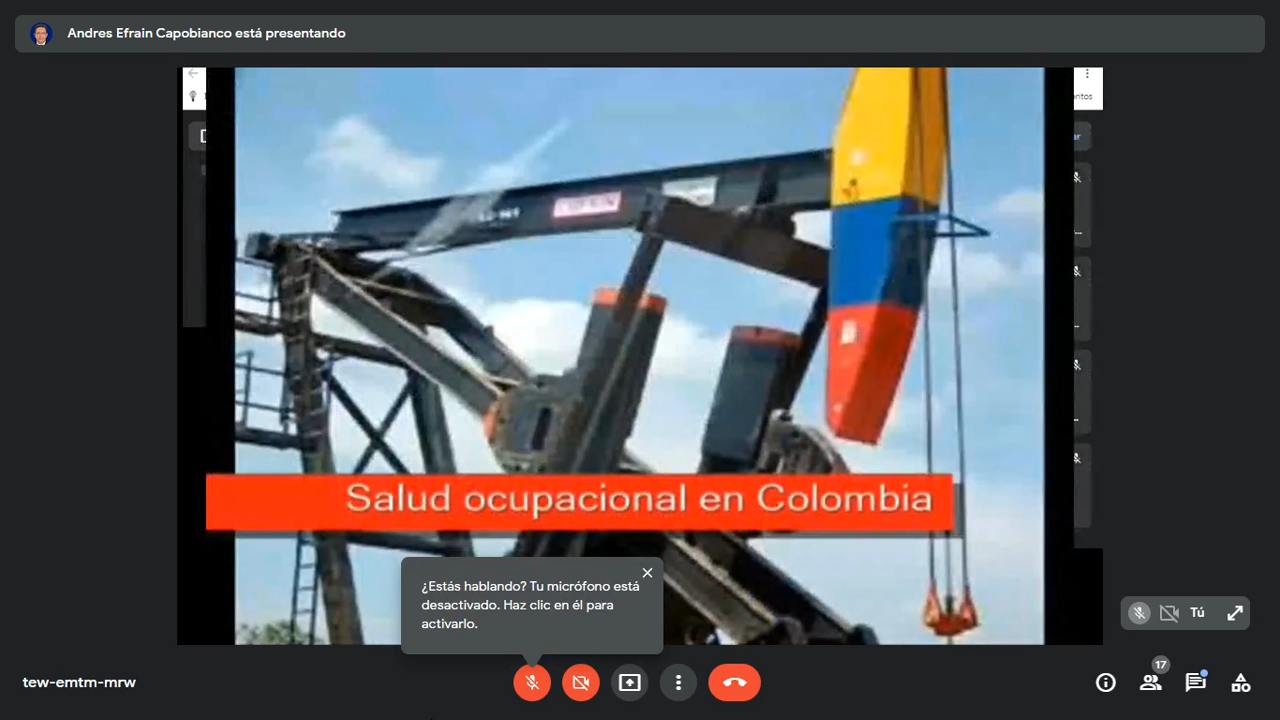 Andres Efrain Capobianco está presentando
Salud ocupacional en Colombia
¿Estás hablando? Tu micrófono está
desactivado. Haz clic en él para
activarlo.
Tú
tew-emtm-mrw
17